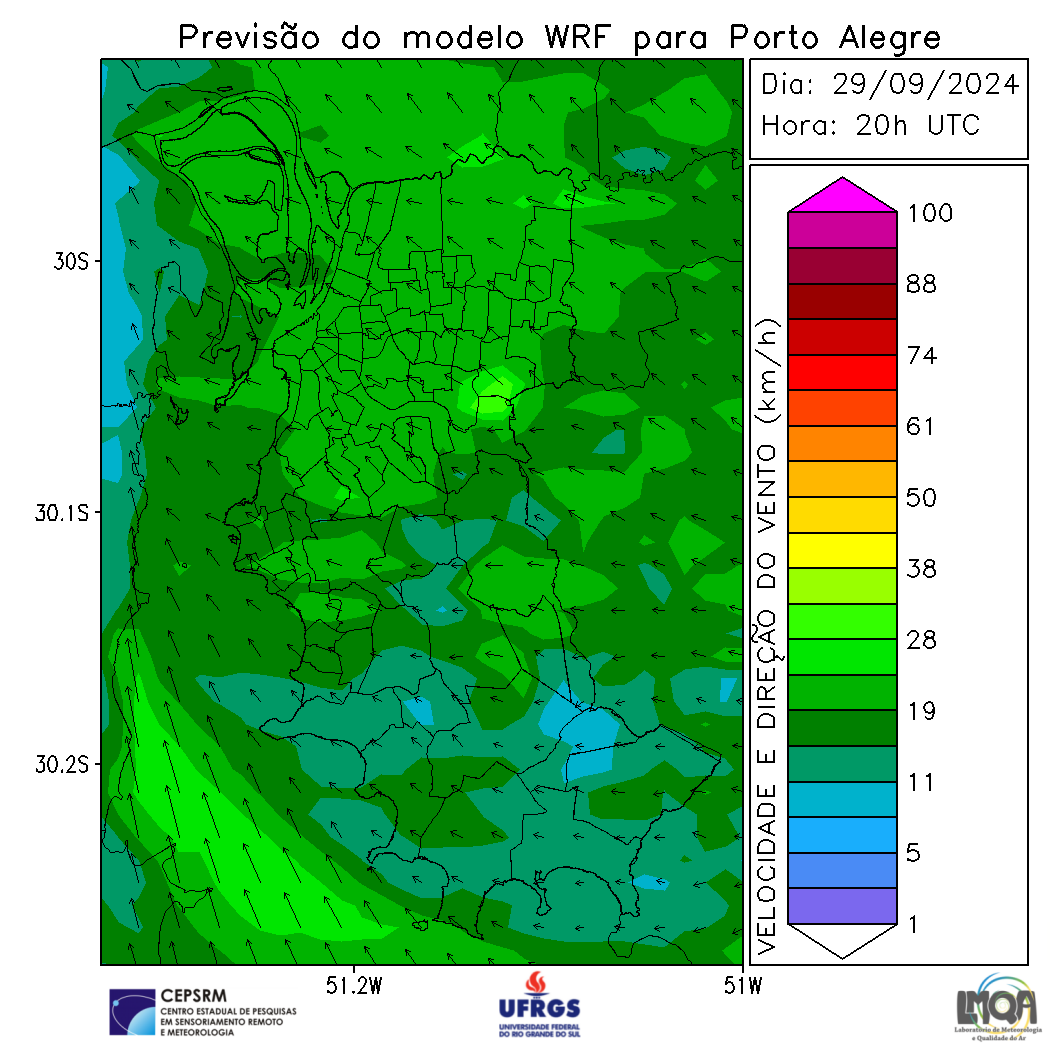 Previsão do modelo WRF para Porto Alegre
Dia: 29/09/2024
Hora: 20h UTC
30S
30.1S
30.2S
51.2W
51W
VELOCIDADE E DIREÇÃO DO VENTO (km/h)
100
88
74
61
50
38
28
19
11
5
1
CEPSRM
CENTRO ESTADUAL DE PESQUISAS
EM SENSORIAMENTO REMOTO
E METEOROLOGIA
UFRGS
UNIVERSIDADE FEDERAL
DO RIO GRANDE DO SUL
LMQA
Laboratório de Meteorologia
e Qualidade do Ar